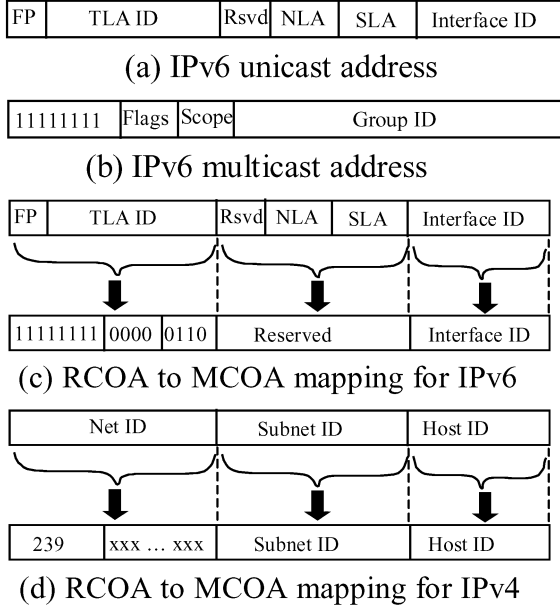 FP TLA ID Rsvd NLA SLA Interface ID
(a) IPv6 unicast address
11111111 Flags Scope Group ID
(b) IPv6 multicast address
FP TLA ID Rsvd NLA SLA Interface ID
11111111 0000 0110 Reserved Interface ID
(c) RCOA to MCOA mapping for IPv6
Net ID Subnet ID Host ID
239 xxx ... xxx Subnet ID Host ID
(d) RCOA to MCOA mapping for IPv4